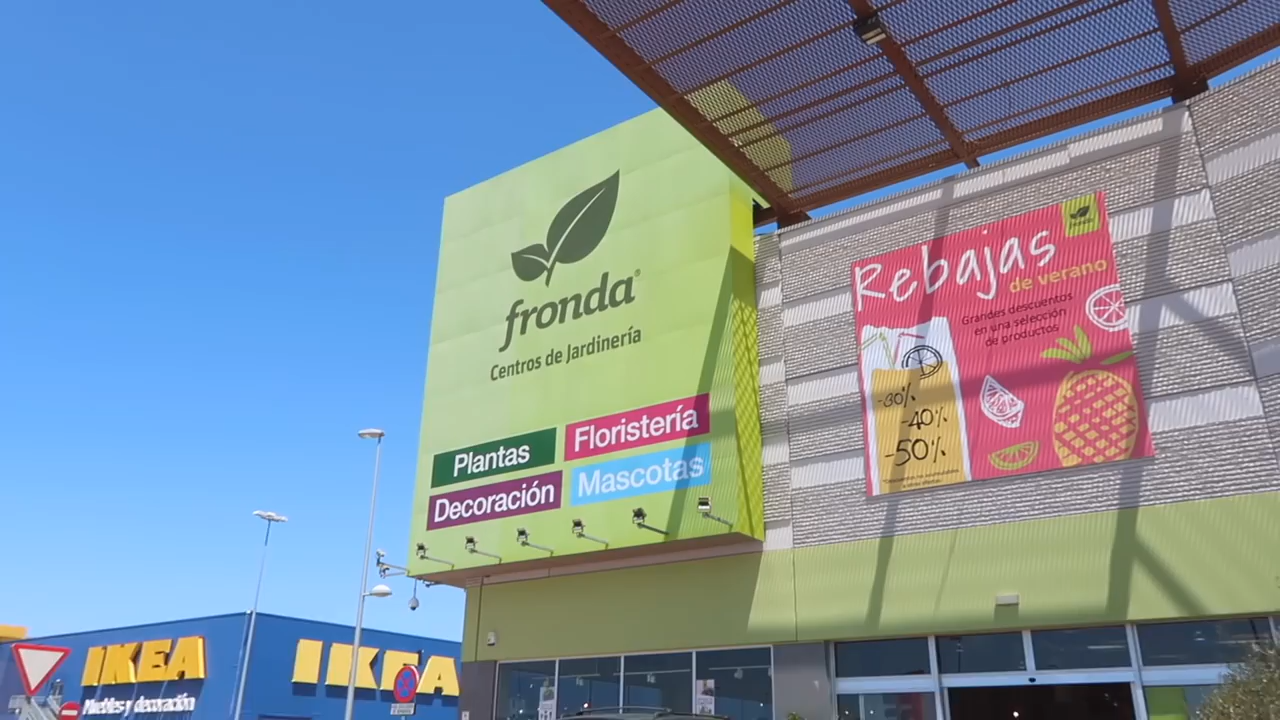 fronda®
Centros de Jardinería
Plantas
Floristería
Decoración
Mascotas
Rebajas
de verano
Grandes descuentos
en una selección
de productos
-30%
-40%
-50%
IKEA
Muebles y decoración
IKEA